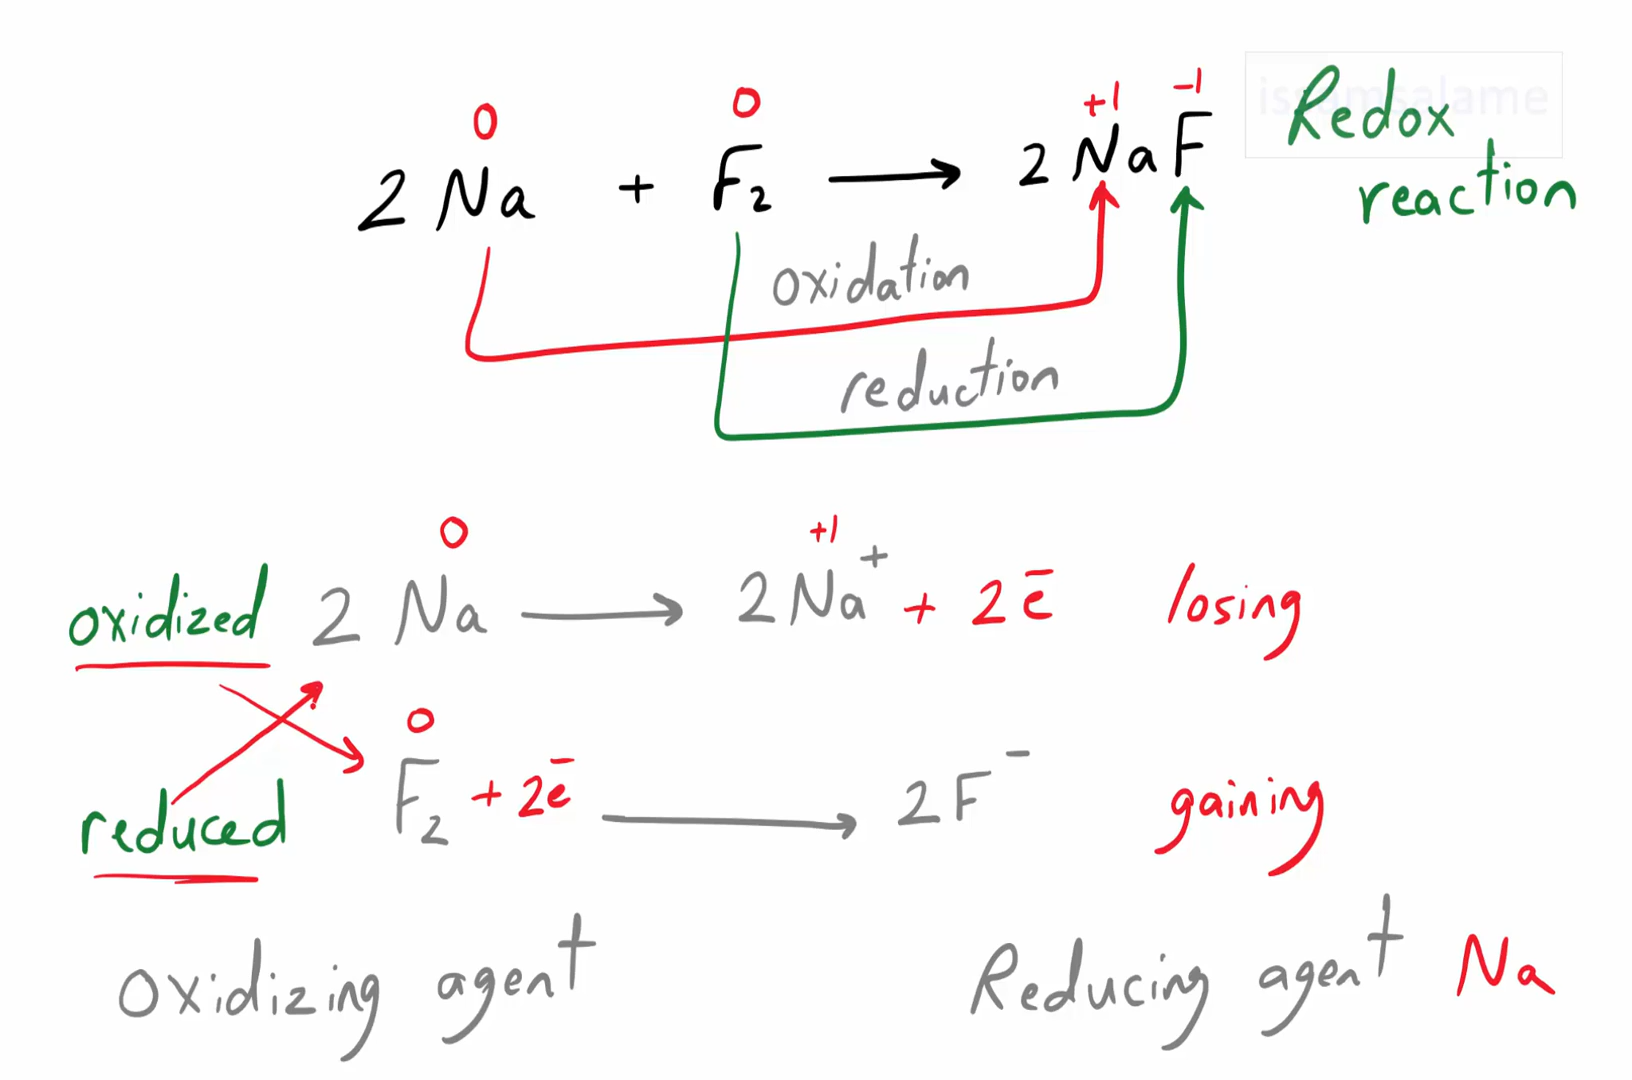 0 0 +1 -1
2 Na + F₂ → 2 NaF Redox reaction
oxidation
reduction
0 +1
oxidized 2 Na → 2 Na⁺ + 2e⁻ losing
0
reduced F₂ + 2e⁻ → 2F⁻ gaining
Oxidizing agent Reducing agent Na